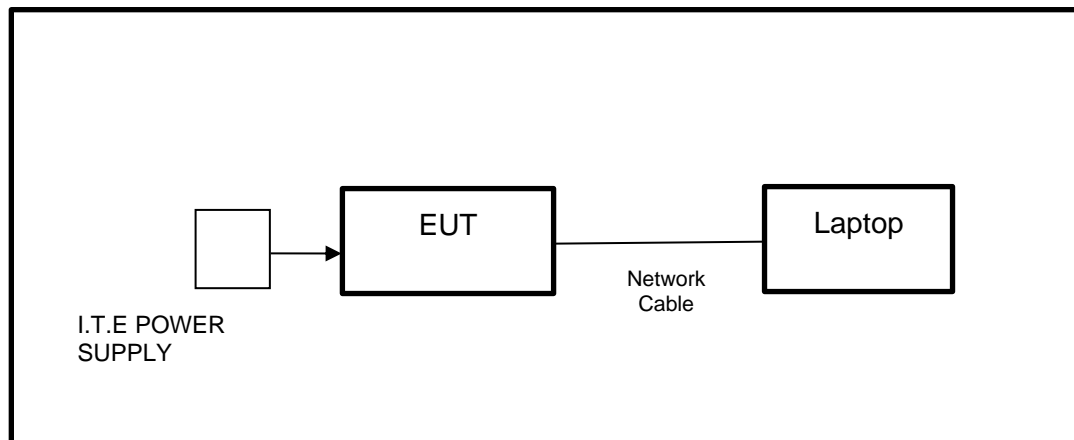 EUT
Laptop
Network
Cable
I.T.E POWER
SUPPLY